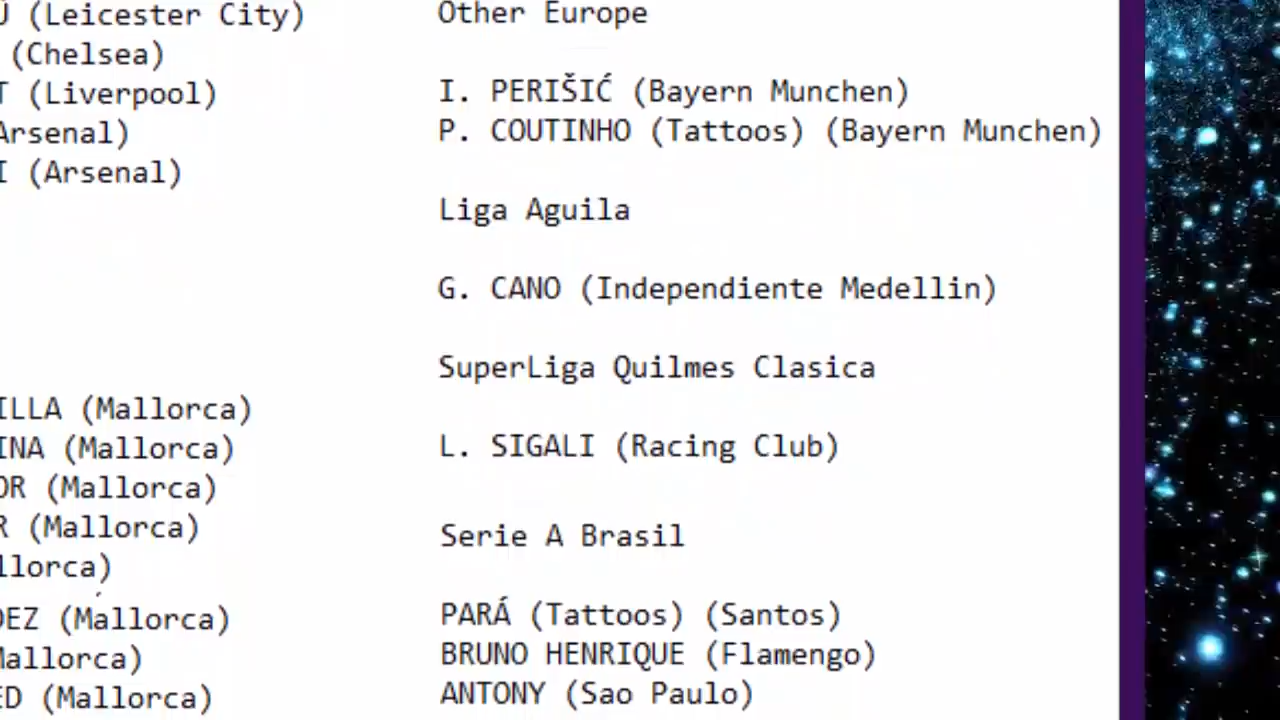 Ú (Leicester City)
(Chelsea)
T (Liverpool)
Arsenal)
I (Arsenal)
ILLA (Mallorca)
INA (Mallorca)
OR (Mallorca)
R (Mallorca)
llorca)
DEZ (Mallorca)
Mallorca)
ED (Mallorca)
Other Europe
I. PERIŠIĆ (Bayern Munchen)
P. COUTINHO (Tattoos) (Bayern Munchen)
Liga Aguila
G. CANO (Independiente Medellin)
SuperLiga Quilmes Clasica
L. SIGALI (Racing Club)
Serie A Brasil
PARÁ (Tattoos) (Santos)
BRUNO HENRIQUE (Flamengo)
ANTONY (Sao Paulo)